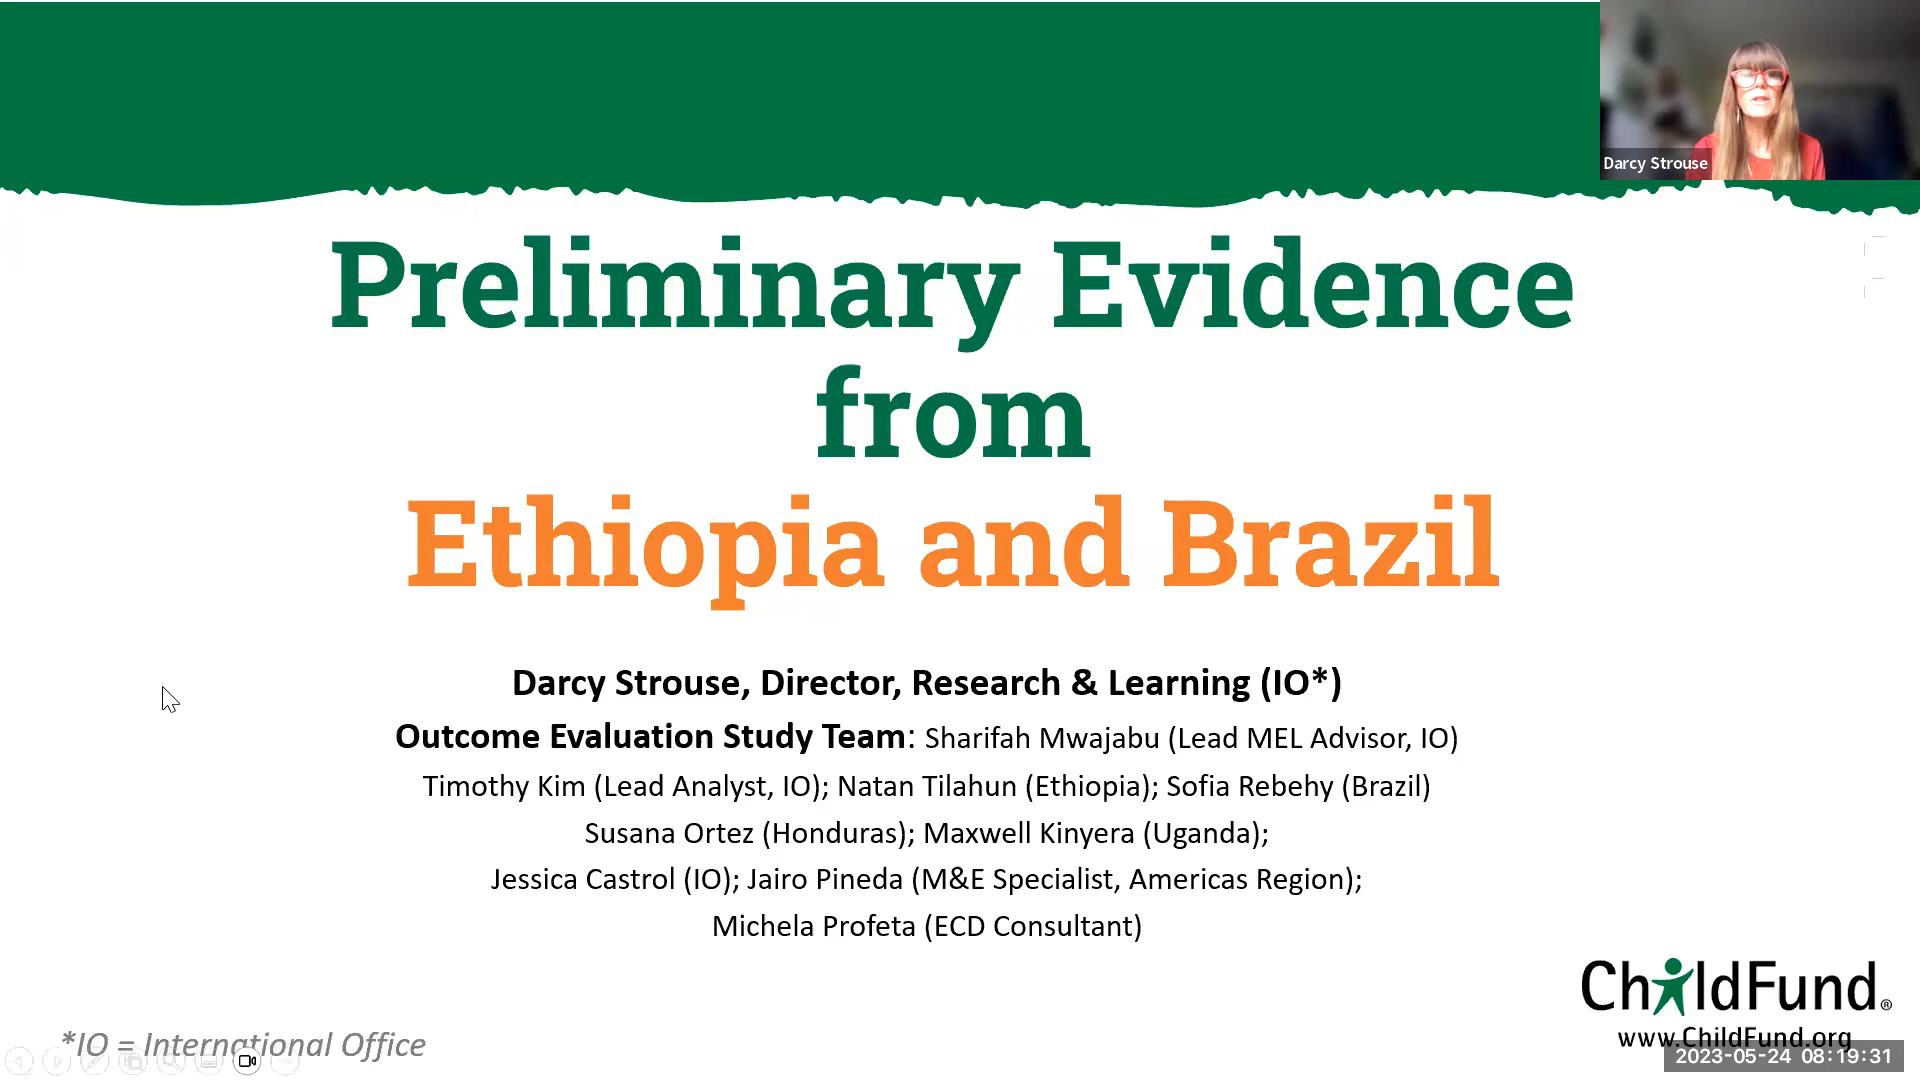 Darcy Strouse
Preliminary Evidence
from
Ethiopia and Brazil
Darcy Strouse, Director, Research & Learning (IO*)
Outcome Evaluation Study Team: Sharifah Mwajabu (Lead MEL Advisor, IO)
Timothy Kim (Lead Analyst, IO); Natan Tilahun (Ethiopia); Sofia Rebehy (Brazil)
Susana Ortez (Honduras); Maxwell Kinyera (Uganda);
Jessica Castrol (IO); Jairo Pineda (M&E Specialist, Americas Region);
Michela Profeta (ECD Consultant)
ChildFund®
www.ChildFund.org
*IO = International Office
2023-05-24 08:19:31